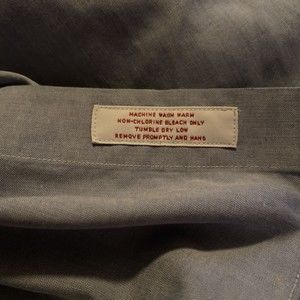 MACHINE WASH WARM
NON-CHLORINE BLEACH ONLY
TUMBLE DRY LOW
REMOVE PROMPTLY AND HANG